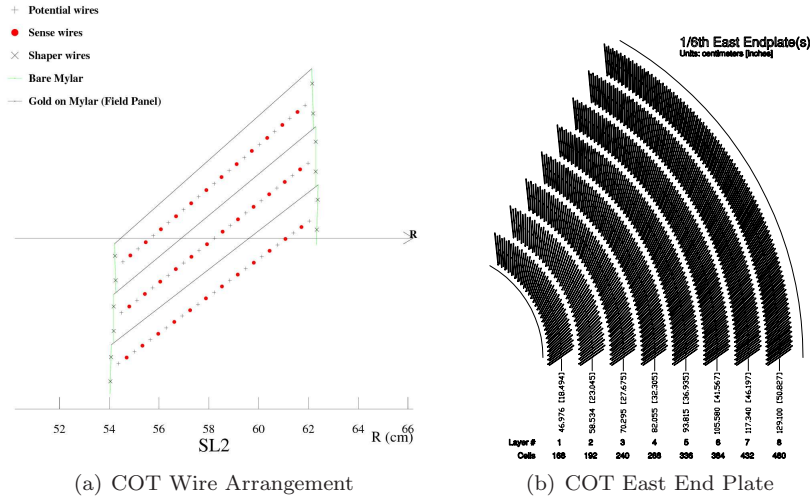 Potential wires
Sense wires
Shaper wires
Bare Mylar
Gold on Mylar (Field Panel)
R
52 54 56 58 60 62 64 66
SL2
R (cm)
(a) COT Wire Arrangement
1/6th East Endplate(s)
Units: centimeters [inches]
46.976 [18.494]
58.534 [23.045]
70.295 [27.675]
82.055 [32.305]
93.815 [36.935]
105.580 [41.567]
117.340 [46.197]
129.100 [50.827]
Layer # 1 2 3 4 5 6 7 8
Cells 168 192 240 288 336 384 432 480
(b) COT East End Plate